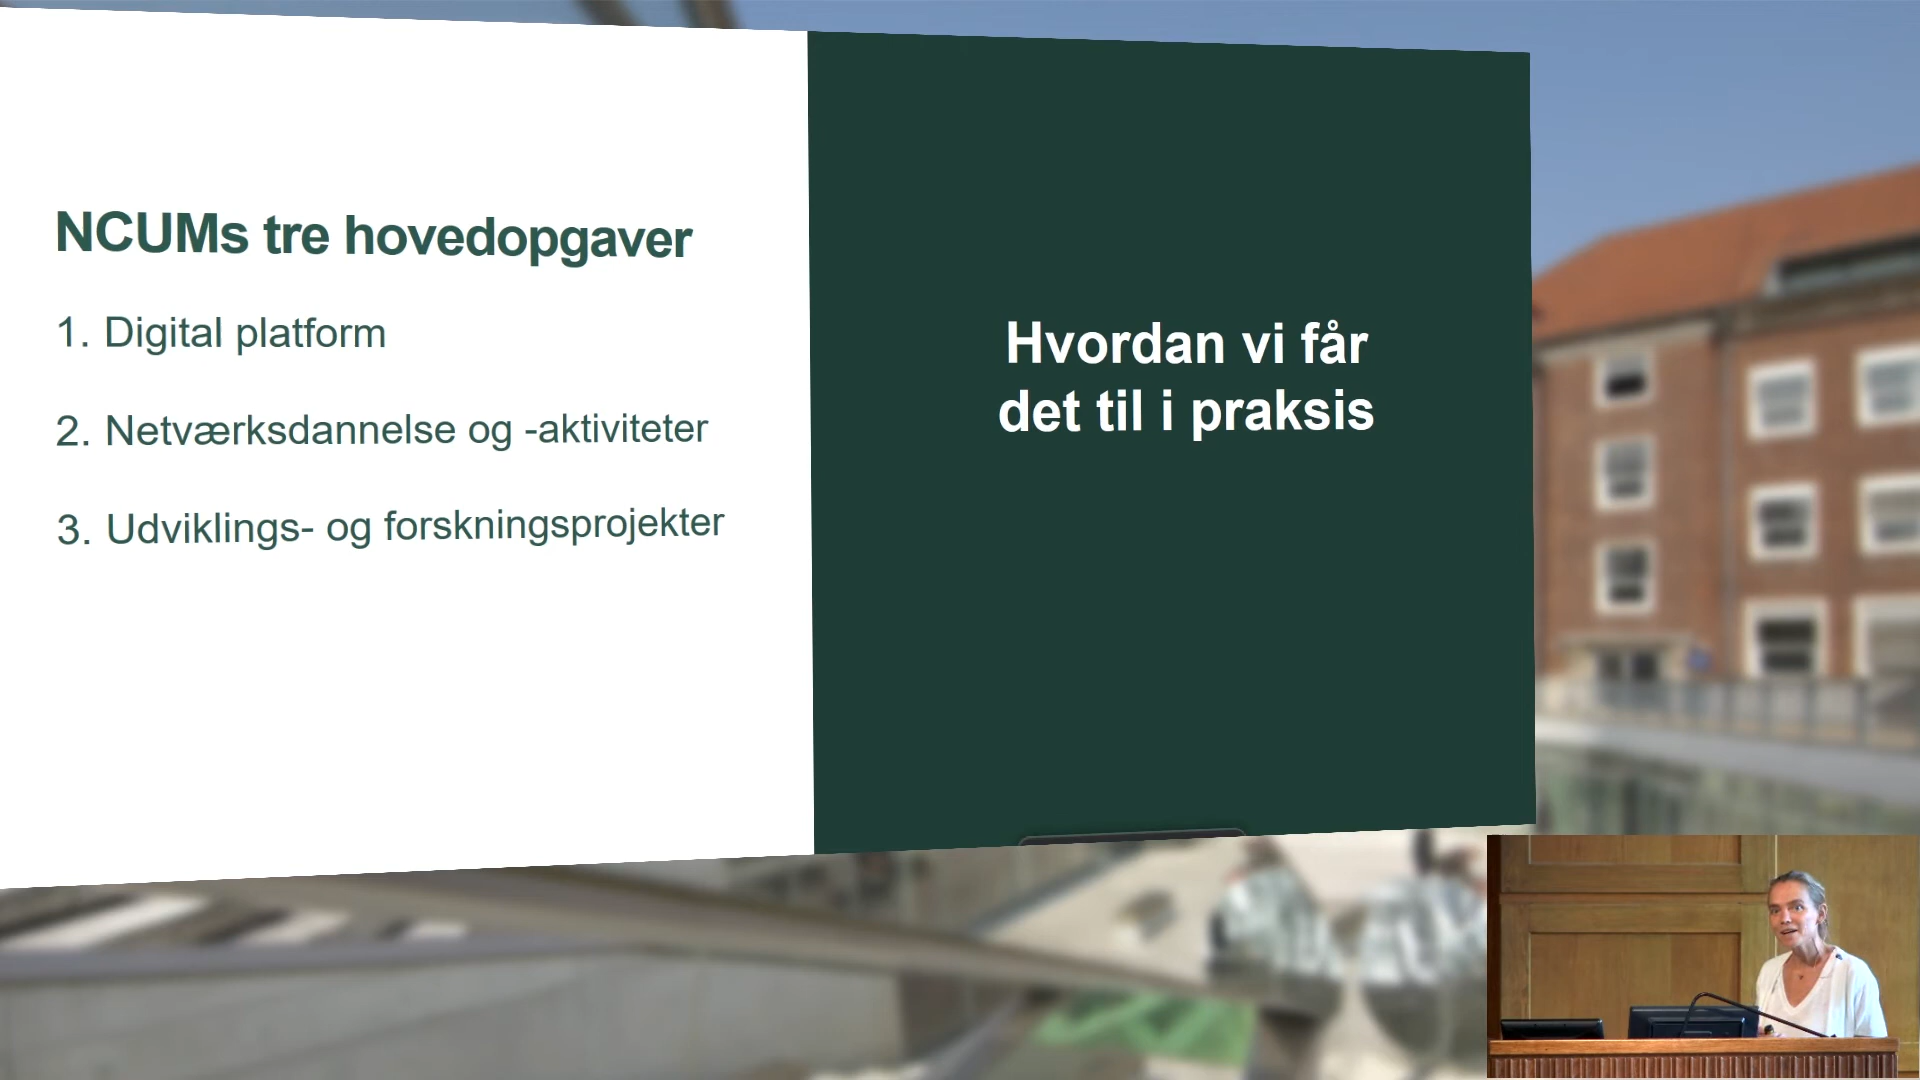 NCUMs tre hovedopgaver
1. Digital platform
2. Netværksdannelse og -aktiviteter
3. Udviklings- og forskningsprojekter
Hvordan vi får
det til i praksis